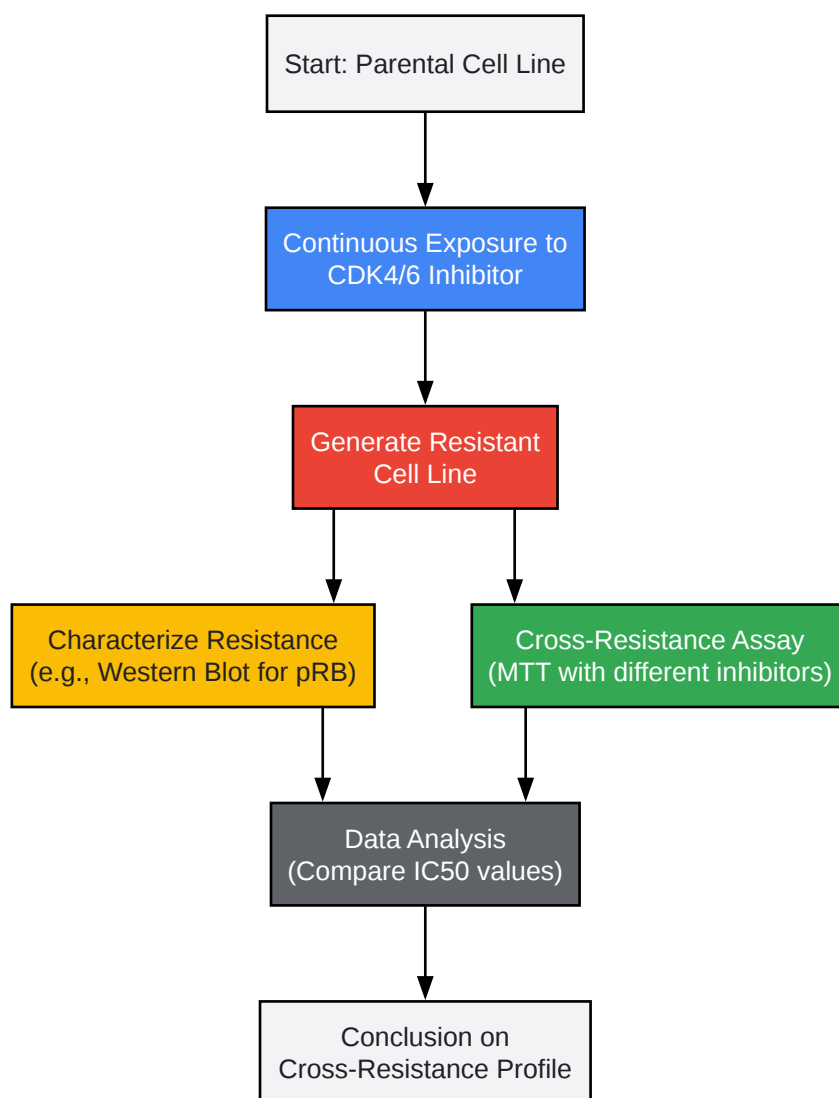 Start: Parental Cell Line
Continuous Exposure to
CDK4/6 Inhibitor
Generate Resistant
Cell Line
Characterize Resistance
(e.g., Western Blot for pRB)
Cross-Resistance Assay
(MTT with different inhibitors)
Data Analysis
(Compare IC50 values)
Conclusion on
Cross-Resistance Profile